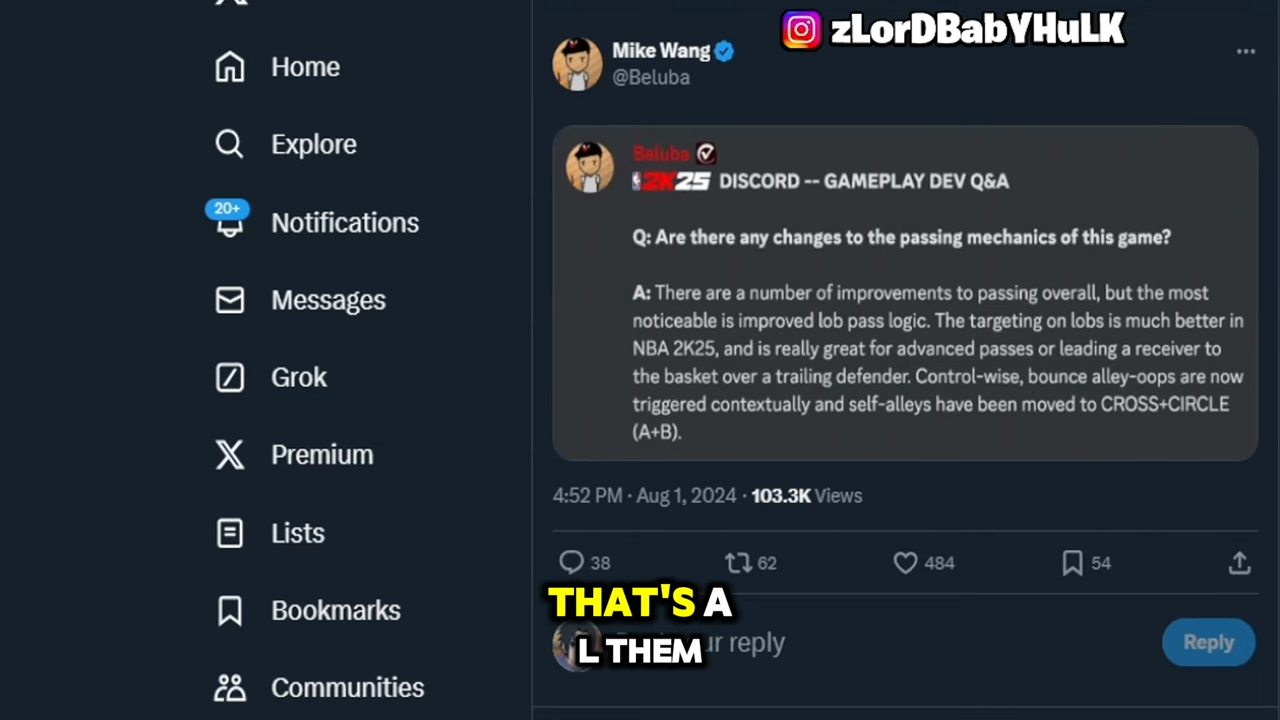 zLorDBabYHuLK
Home
Explore
20+
Notifications
Messages
Grok
Premium
Lists
Bookmarks
Communities
Mike Wang
@Beluba
Beluba
2K25 DISCORD -- GAMEPLAY DEV Q&A
Q: Are there any changes to the passing mechanics of this game?
A: There are a number of improvements to passing overall, but the most
noticeable is improved lob pass logic. The targeting on lobs is much better in
NBA 2K25, and is really great for advanced passes or leading a receiver to
the basket over a trailing defender. Control-wise, bounce alley-oops are now
triggered contextually and self-alleys have been moved to CROSS+CIRCLE
(A+B).
4:52 PM · Aug 1, 2024 · 103.3K Views
38
62
484
54
THAT'S A
L THEM
reply
Reply